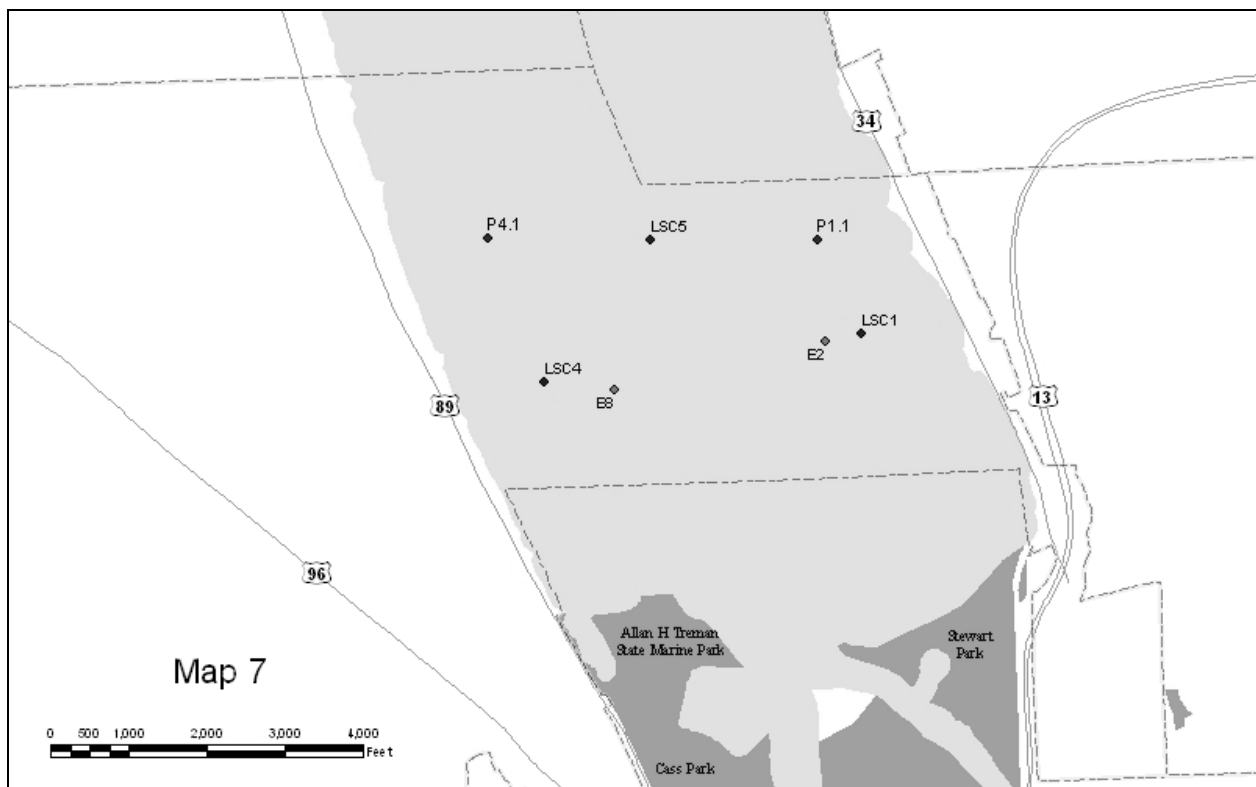 34
P4.1
LSC5
P1.1
LSC1
E2
LSC4
E8
89
13
96
Allan H Treman
State Marine Park
Stewart
Park
Map 7
0 500 1,000 2,000 3,000 4,000
Feet
Cass Park